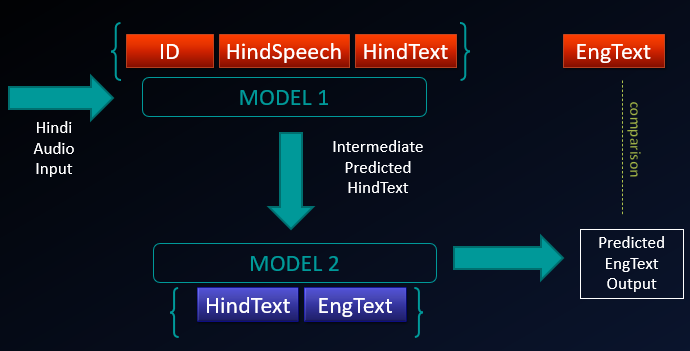 { ID HindSpeech HindText } EngText
MODEL 1
Hindi
Audio
Input
Intermediate
Predicted
HindText
comparison
MODEL 2
Predicted
EngText
Output
{ HindText EngText }